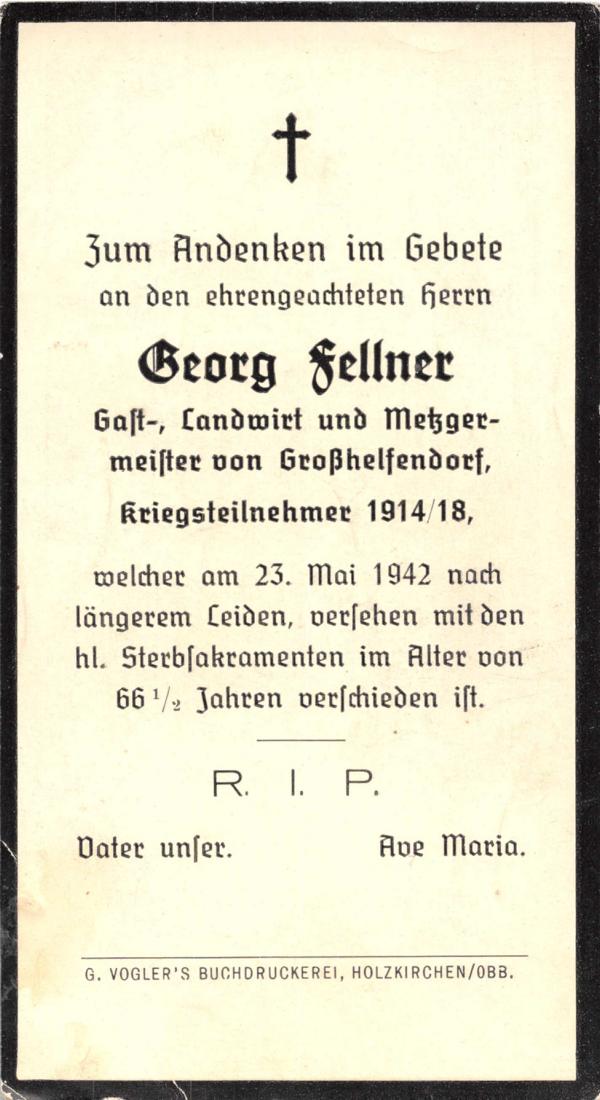 Zum Andenken im Gebete
an den ehrengeachteten Herrn
Georg Fellner
Gaſt-, Landwirt und Metzger-
meiſter von Großhelfendorf,
Kriegsteilnehmer 1914/18,
welcher am 23. Mai 1942 nach
längerem Leiden, verſehen mit den
hl. Sterbſakramenten im Alter von
66 1/2 Jahren verſchieden iſt.
R. I. P.
Vater unſer. Ave Maria.
G. VOGLER'S BUCHDRUCKEREI, HOLZKIRCHEN/OBB.